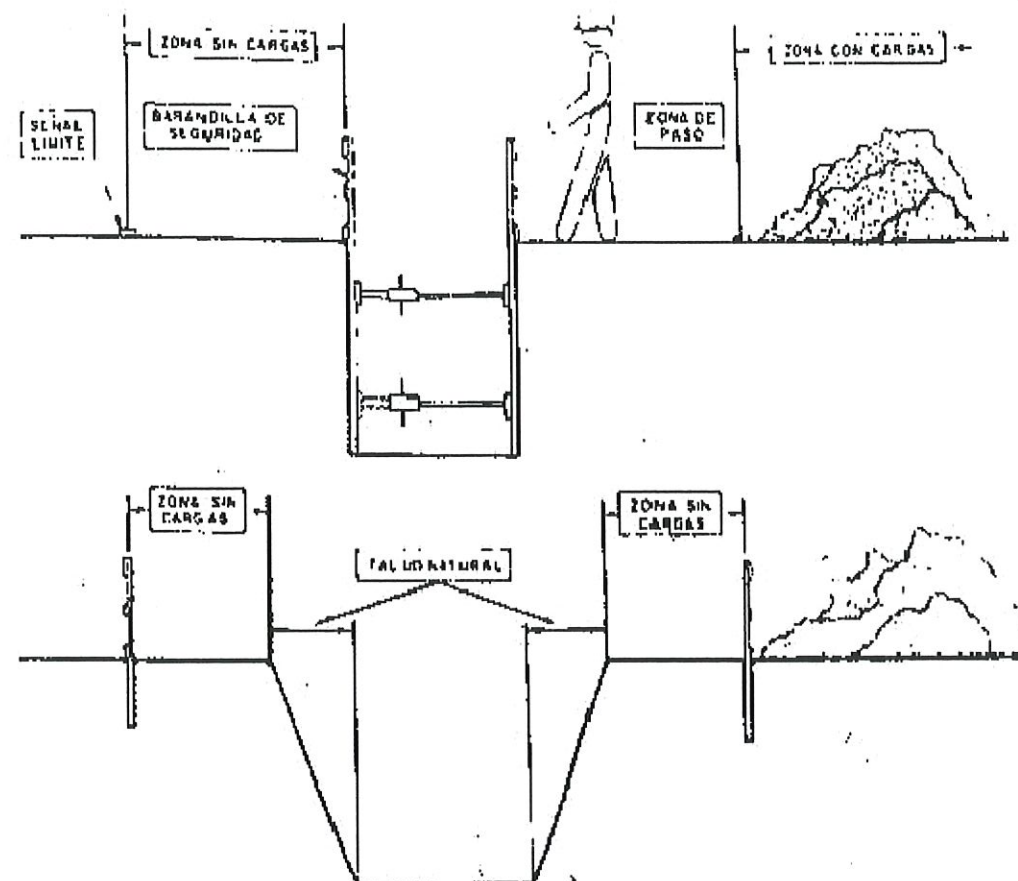 ZONA SIN CARGAS
ZONA CON CARGAS
SEÑAL
LIMITE
BARANDILLA DE
SEGURIDAD
ZONA DE
PASO
ZONA SIN
CARGAS
ZONA SIN
CARGAS
TALUD NATURAL